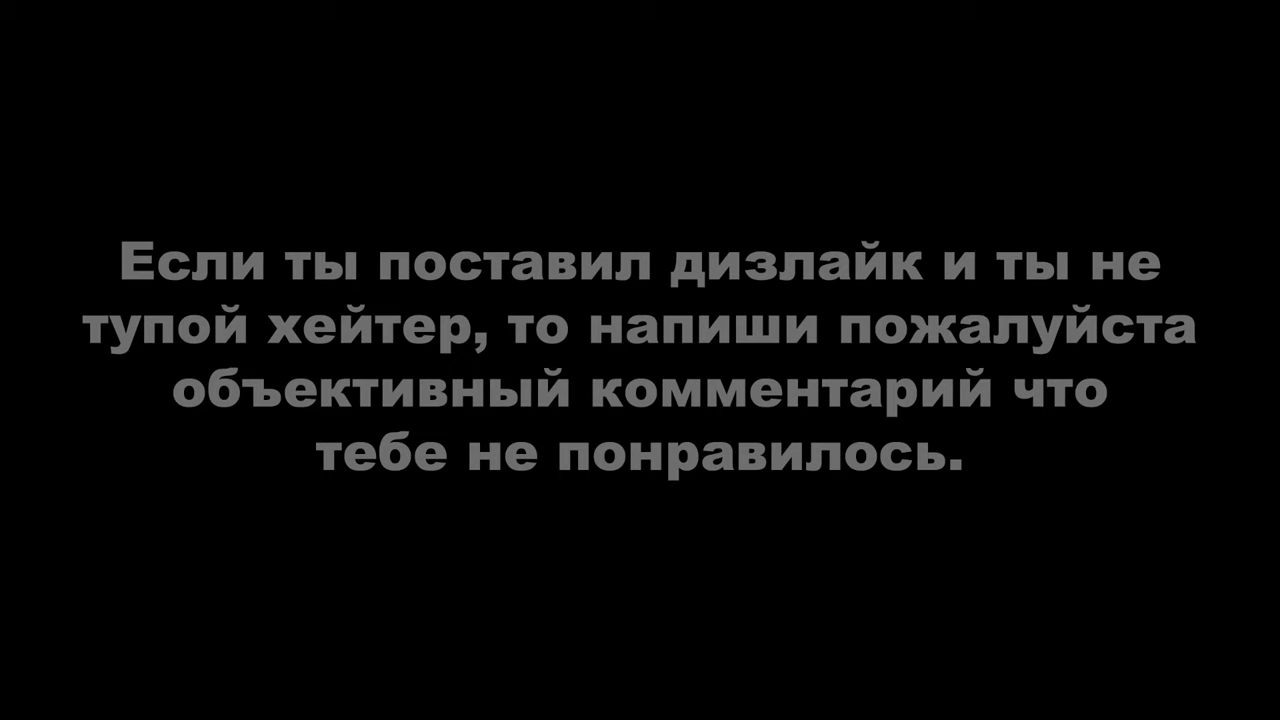 Если ты поставил дизлайк и ты не
тупой хейтер, то напиши пожалуйста
объективный комментарий что
тебе не понравилось.